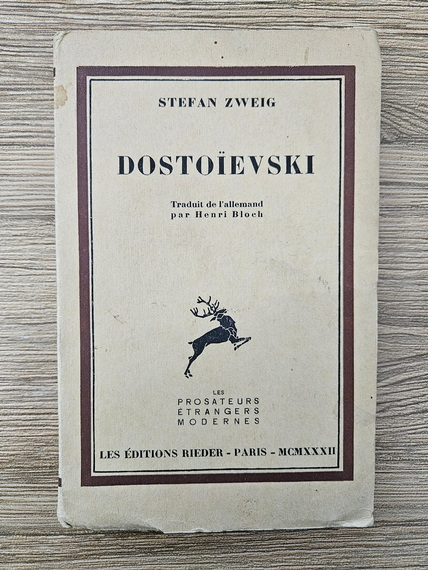 STEFAN ZWEIG
DOSTOÏEVSKI
Traduit de l'allemand
par Henri Bloch
LES
PROSATEURS
ÉTRANGERS
MODERNES
LES ÉDITIONS RIEDER - PARIS - MCMXXXII